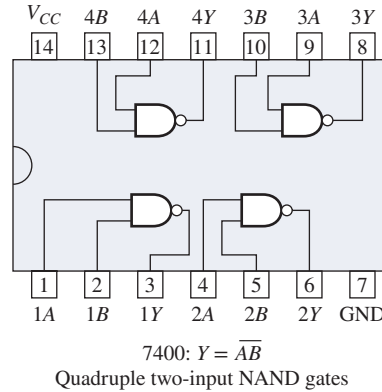 V_CC 4B 4A 4Y 3B 3A 3Y
14 13 12 11 10 9 8
1 2 3 4 5 6 7
1A 1B 1Y 2A 2B 2Y GND
7400: Y = \overline{AB}
Quadruple two-input NAND gates